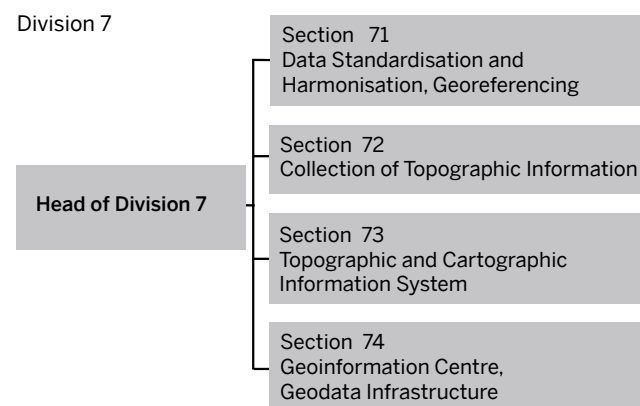 Division 7
Head of Division 7
Section 71
Data Standardisation and
Harmonisation, Georeferencing
Section 72
Collection of Topographic Information
Section 73
Topographic and Cartographic
Information System
Section 74
Geoinformation Centre,
Geodata Infrastructure